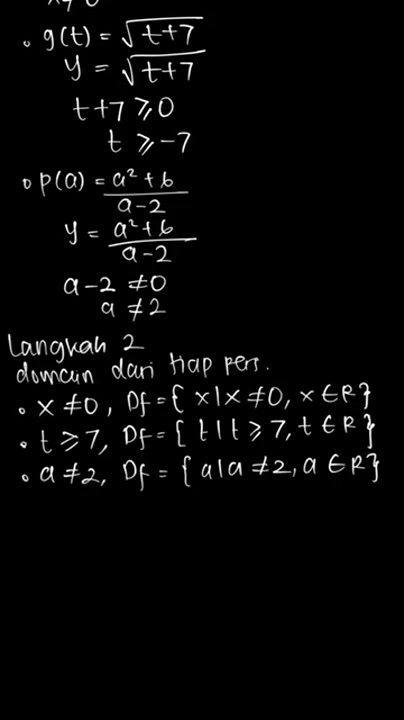 x ≠ 0
• g(t) = √t+7
y = √t+7
t+7 ⩾ 0
t ⩾ -7
• p(a) = a² + 6 / a-2
y = a² + 6 / a-2
a-2 ≠ 0
a ≠ 2
Langkah 2
domain dari tiap pers.
• x ≠ 0, Df = { x | x ≠ 0, x ∈ R }
• t ⩾ 7, Df = { t | t ⩾ 7, t ∈ R }
• a ≠ 2, Df = { a | a ≠ 2, a ∈ R }